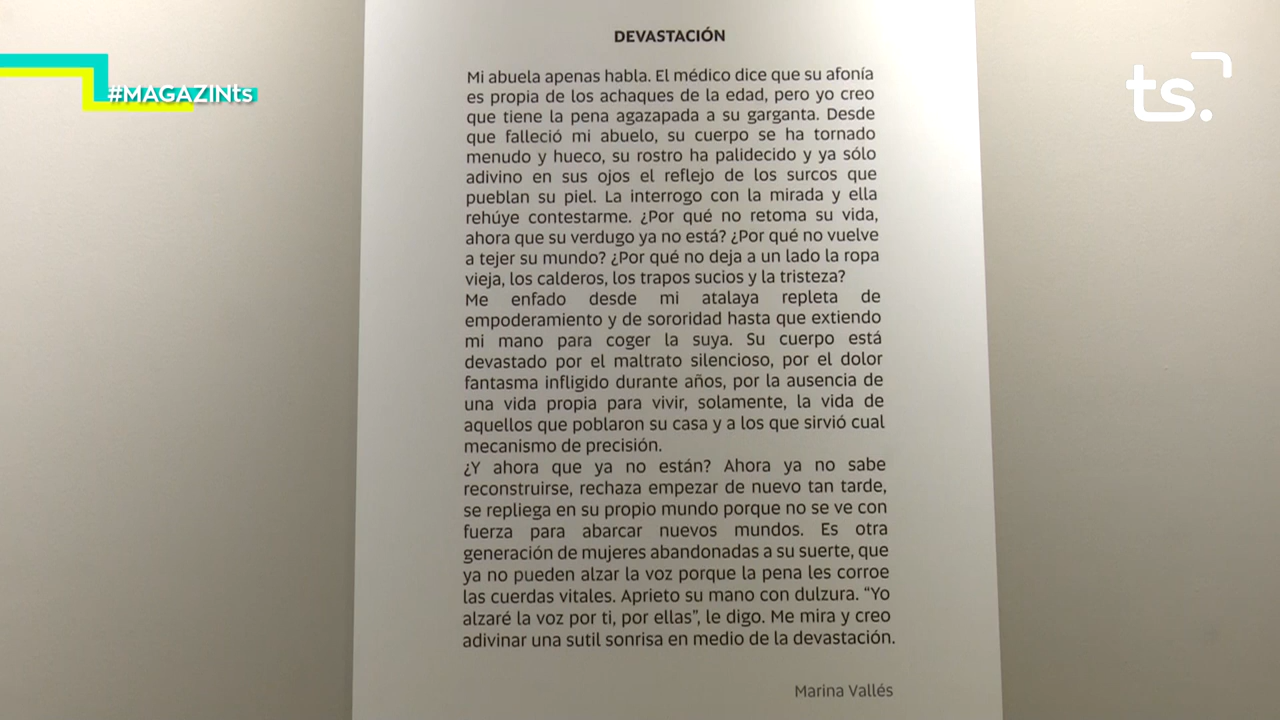 DEVASTACIÓN
#MAGAZINts
ts.
Mi abuela apenas habla. El médico dice que su afonía
es propia de los achaques de la edad, pero yo creo
que tiene la pena agazapada a su garganta. Desde
que falleció mi abuelo, su cuerpo se ha tornado
menudo y hueco, su rostro ha palidecido y ya sólo
adivino en sus ojos el reflejo de los surcos que
pueblan su piel. La interrogo con la mirada y ella
rehúye contestarme. ¿Por qué no retoma su vida,
ahora que su verdugo ya no está? ¿Por qué no vuelve
a tejer su mundo? ¿Por qué no deja a un lado la ropa
vieja, los calderos, los trapos sucios y la tristeza?
Me enfado desde mi atalaya repleta de
empoderamiento y de sororidad hasta que extiendo
mi mano para coger la suya. Su cuerpo está
devastado por el maltrato silencioso, por el dolor
fantasma infligido durante años, por la ausencia de
una vida propia para vivir, solamente, la vida de
aquellos que poblaron su casa y a los que sirvió cual
mecanismo de precisión.
¿Y ahora que ya no están? Ahora ya no sabe
reconstruirse, rechaza empezar de nuevo tan tarde,
se repliega en su propio mundo porque no se ve con
fuerza para abarcar nuevos mundos. Es otra
generación de mujeres abandonadas a su suerte, que
ya no pueden alzar la voz porque la pena les corroe
las cuerdas vitales. Aprieto su mano con dulzura. “Yo
alzaré la voz por ti, por ellas”, le digo. Me mira y creo
adivinar una sutil sonrisa en medio de la devastación.
Marina Vallés